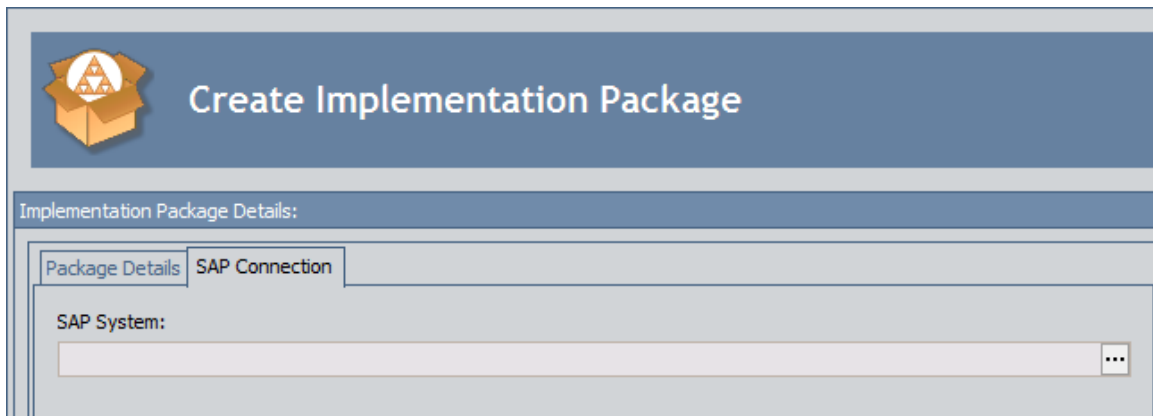 Create Implementation Package
Implementation Package Details:
Package Details SAP Connection
SAP System:
...